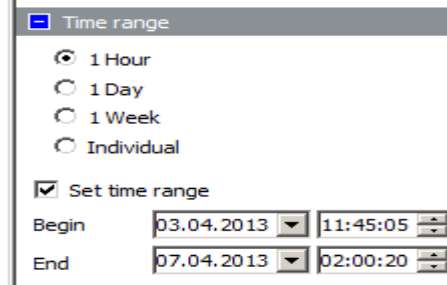 Time range
1 Hour
1 Day
1 Week
Individual
Set time range
Begin 03.04.2013 11:45:05
End 07.04.2013 02:00:20